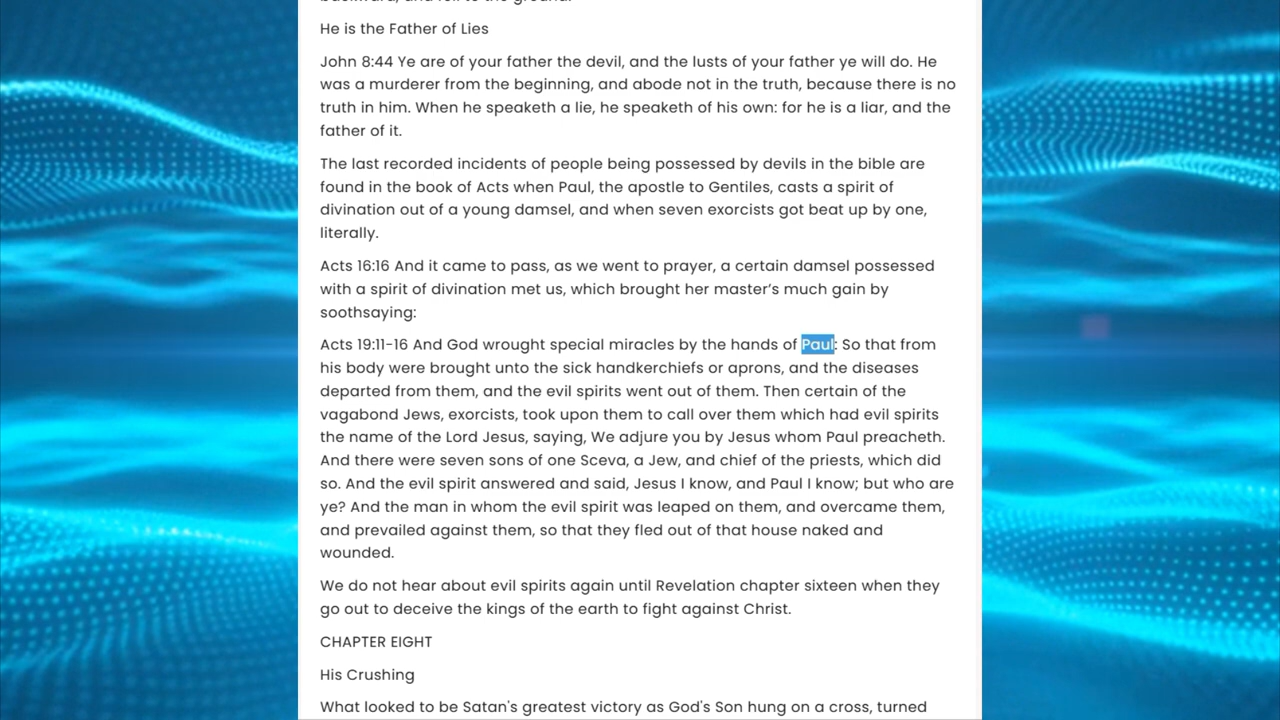 backward, and fell to the ground.
He is the Father of Lies
John 8:44 Ye are of your father the devil, and the lusts of your father ye will do. He
was a murderer from the beginning, and abode not in the truth, because there is no
truth in him. When he speaketh a lie, he speaketh of his own: for he is a liar, and the
father of it.
The last recorded incidents of people being possessed by devils in the bible are
found in the book of Acts when Paul, the apostle to Gentiles, casts a spirit of
divination out of a young damsel, and when seven exorcists got beat up by one,
literally.
Acts 16:16 And it came to pass, as we went to prayer, a certain damsel possessed
with a spirit of divination met us, which brought her master’s much gain by
soothsaying:
Acts 19:11-16 And God wrought special miracles by the hands of Paul: So that from
his body were brought unto the sick handkerchiefs or aprons, and the diseases
departed from them, and the evil spirits went out of them. Then certain of the
vagabond Jews, exorcists, took upon them to call over them which had evil spirits
the name of the Lord Jesus, saying, We adjure you by Jesus whom Paul preacheth.
And there were seven sons of one Sceva, a Jew, and chief of the priests, which did
so. And the evil spirit answered and said, Jesus I know, and Paul I know; but who are
ye? And the man in whom the evil spirit was leaped on them, and overcame them,
and prevailed against them, so that they fled out of that house naked and
wounded.
We do not hear about evil spirits again until Revelation chapter sixteen when they
go out to deceive the kings of the earth to fight against Christ.
CHAPTER EIGHT
His Crushing
What looked to be Satan's greatest victory as God's Son hung on a cross, turned